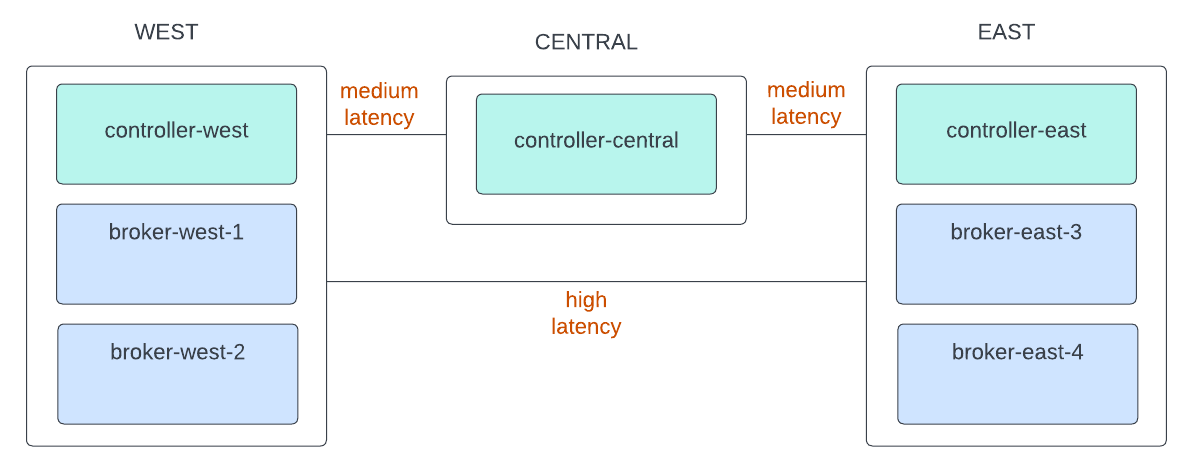 WEST
CENTRAL
EAST
controller-west
medium
latency
controller-central
medium
latency
controller-east
broker-west-1
broker-east-3
high
latency
broker-west-2
broker-east-4